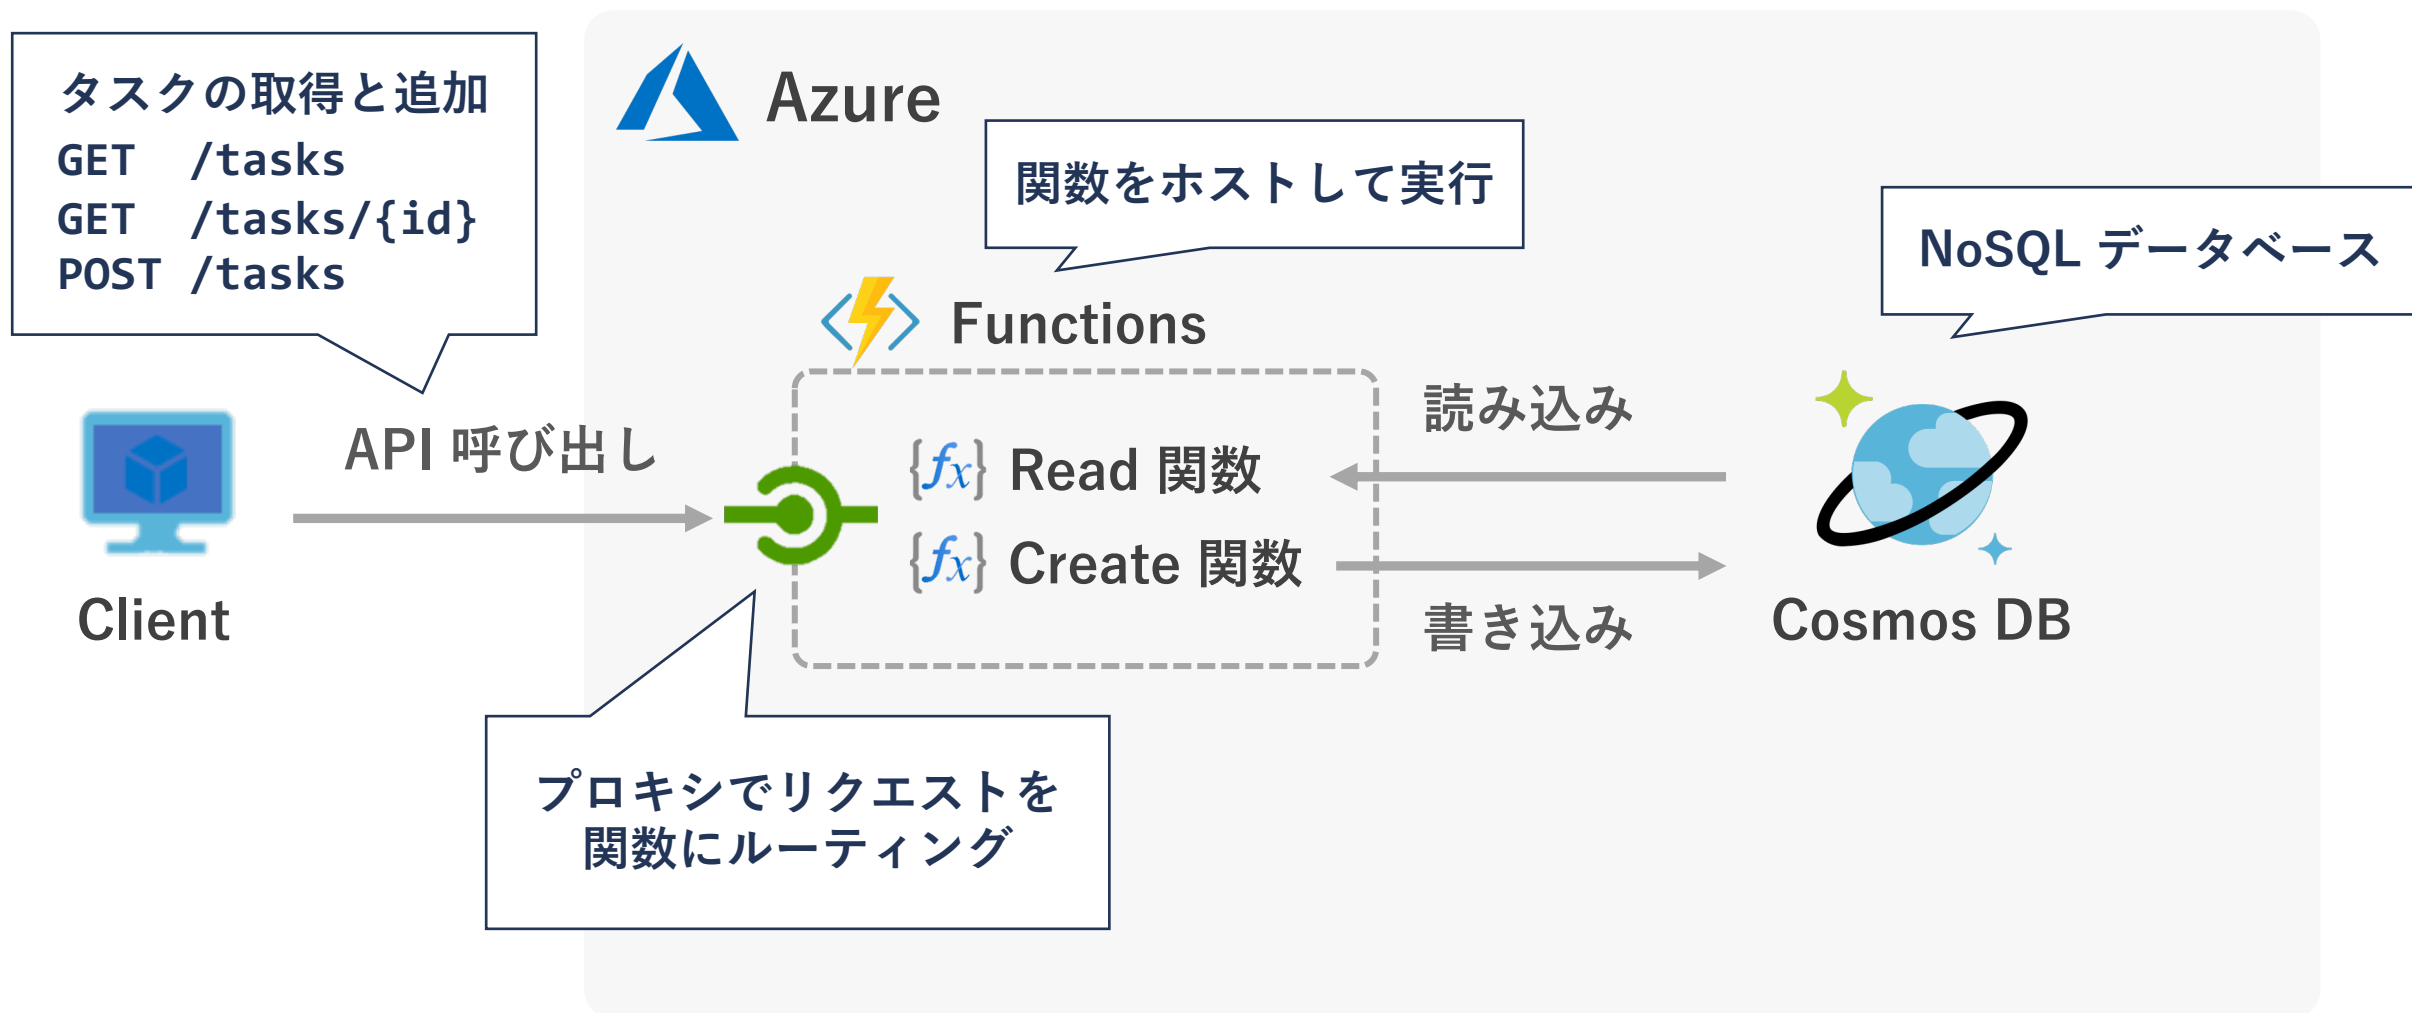 タスクの取得と追加
GET /tasks
GET /tasks/{id}
POST /tasks
Azure
関数をホストして実行
NoSQL データベース
Functions
API 呼び出し
読み込み
{fx} Read 関数
{fx} Create 関数
書き込み
Client
Cosmos DB
プロキシでリクエストを
関数にルーティング